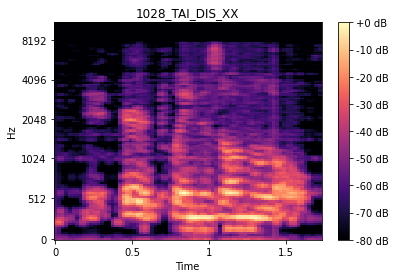 1028_TAI_DIS_XX
+0 dB
8192
-10 dB
4096
-20 dB
-30 dB
2048
Hz
-40 dB
1024
-50 dB
512
-60 dB
-70 dB
0
-80 dB
0
0.5
1
1.5
Time